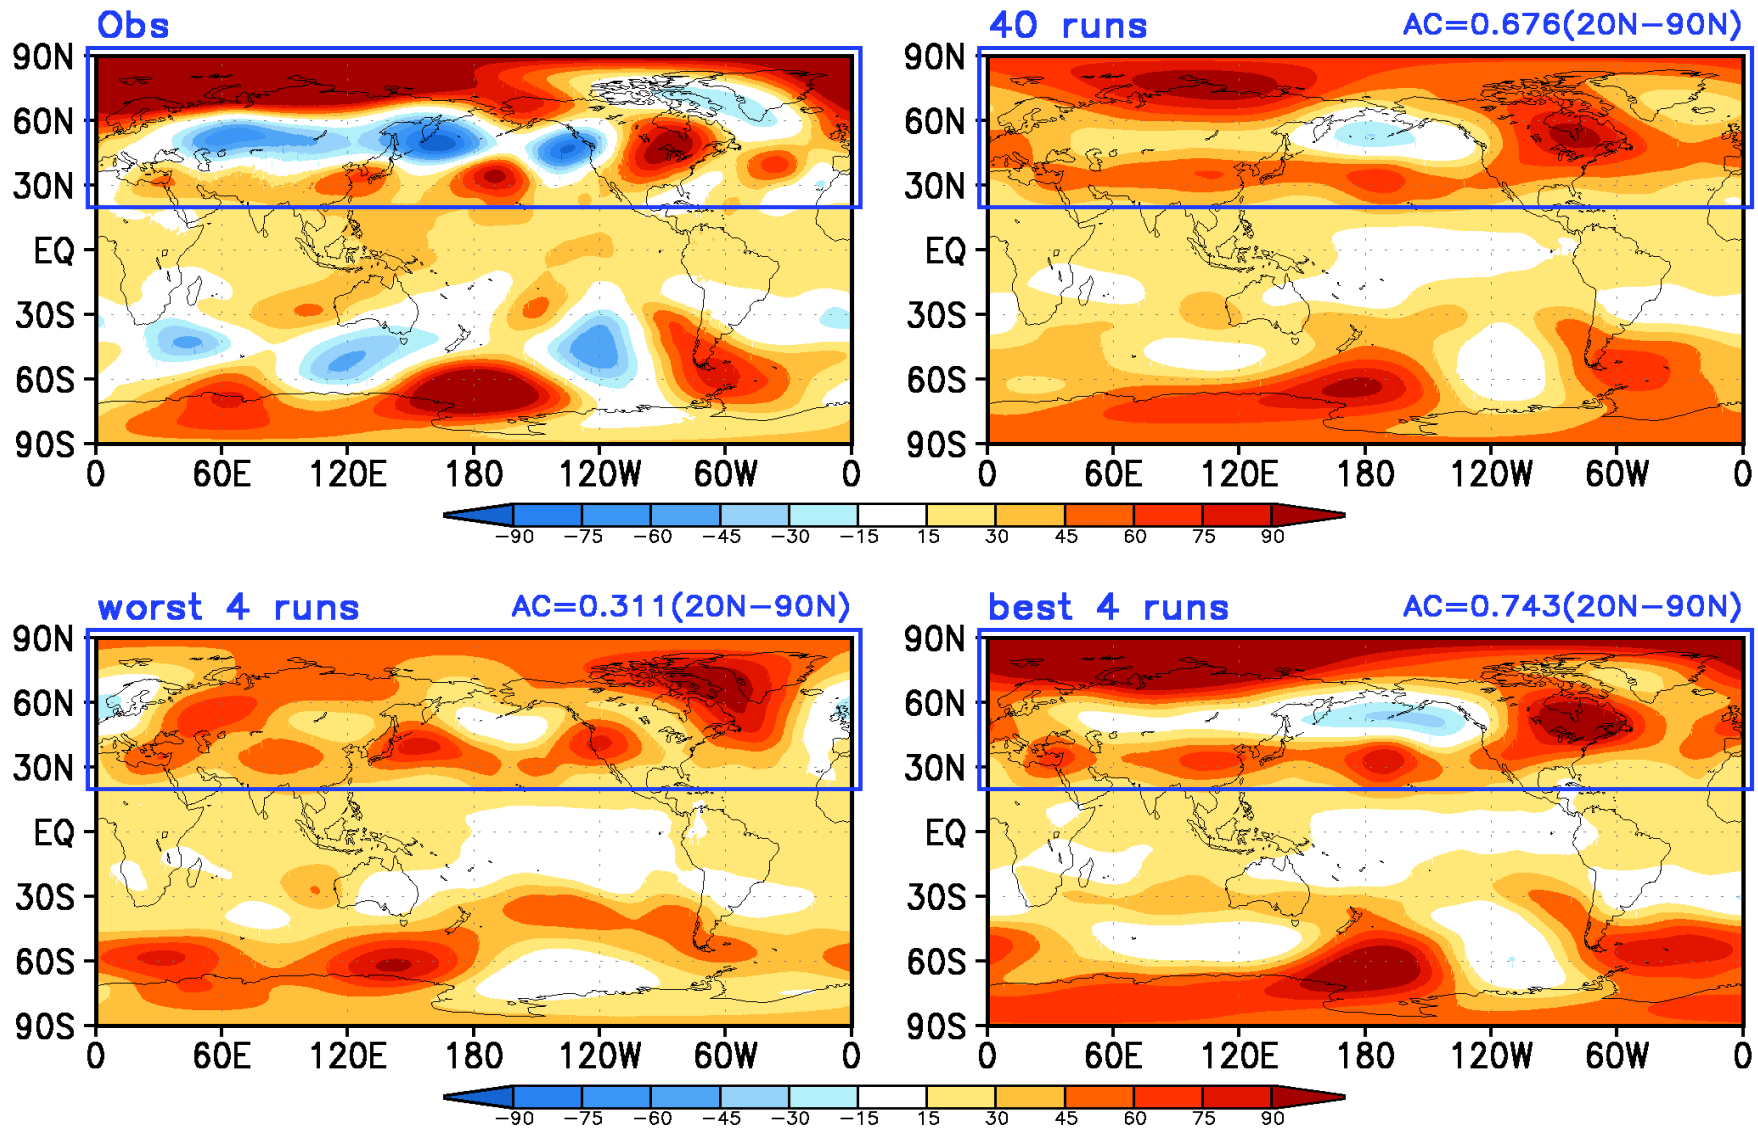 Obs
40 runs AC=0.676(20N−90N)
90N 90N
60N 60N
30N 30N
EQ EQ
30S 30S
60S 60S
90S 90S
0 60E 120E 180 120W 60W 0 0 60E 120E 180 120W 60W 0
−90 −75 −60 −45 −30 −15 15 30 45 60 75 90
worst 4 runs AC=0.311(20N−90N)
best 4 runs AC=0.743(20N−90N)
90N 90N
60N 60N
30N 30N
EQ EQ
30S 30S
60S 60S
90S 90S
0 60E 120E 180 120W 60W 0 0 60E 120E 180 120W 60W 0
−90 −75 −60 −45 −30 −15 15 30 45 60 75 90